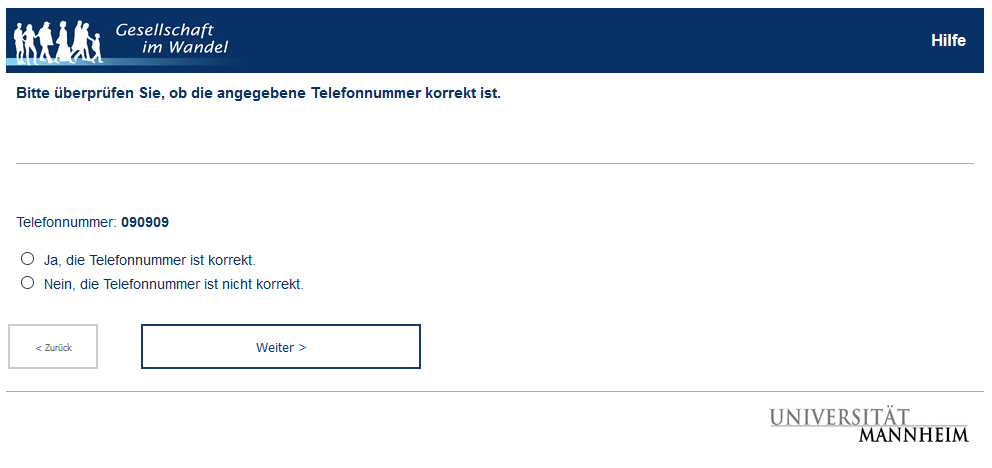 Gesellschaft
im Wandel
Hilfe
Bitte überprüfen Sie, ob die angegebene Telefonnummer korrekt ist.
Telefonnummer: 090909
Ja, die Telefonnummer ist korrekt.
Nein, die Telefonnummer ist nicht korrekt.
< Zurück
Weiter >
UNIVERSITÄT
MANNHEIM